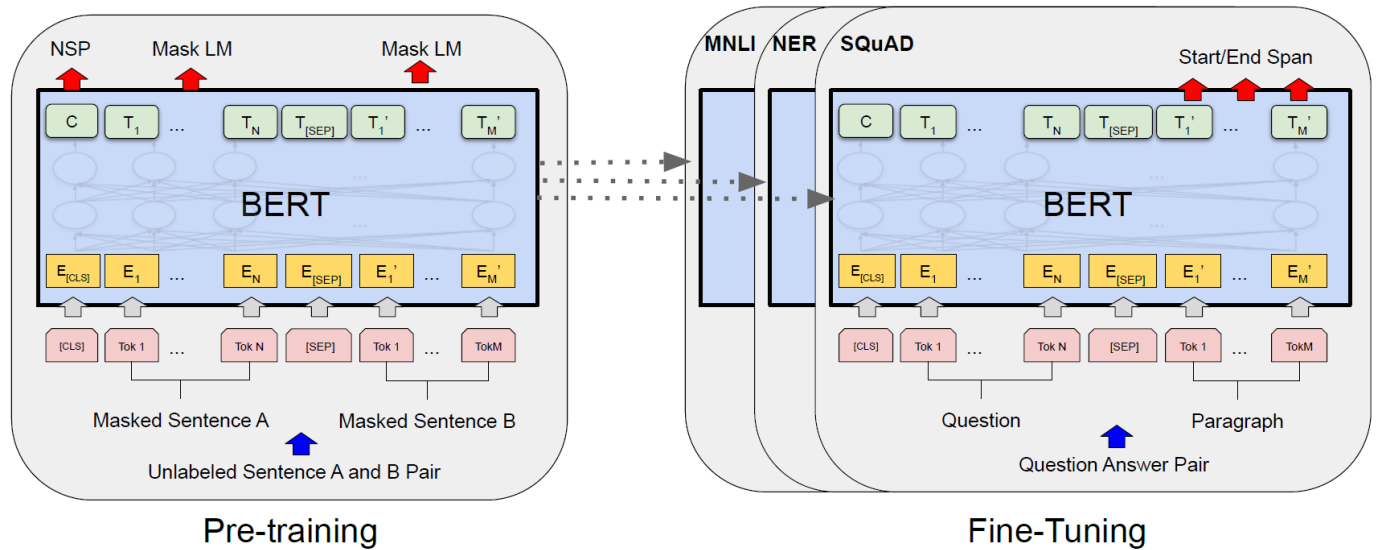 NSP Mask LM Mask LM
C T1 ... TN T[SEP] T1’ ... TM’
...
BERT
...
E[CLS] E1 ... EN E[SEP] E1’ ... EM’
[CLS] Tok 1 ... Tok N [SEP] Tok 1 ... TokM
Masked Sentence A Masked Sentence B
Unlabeled Sentence A and B Pair
Pre-training
MNLI NER SQuAD
Start/End Span
C T1 ... TN T[SEP] T1’ ... TM’
...
BERT
...
E[CLS] E1 ... EN E[SEP] E1’ ... EM’
[CLS] Tok 1 ... Tok N [SEP] Tok 1 ... TokM
Question Paragraph
Question Answer Pair
Fine-Tuning